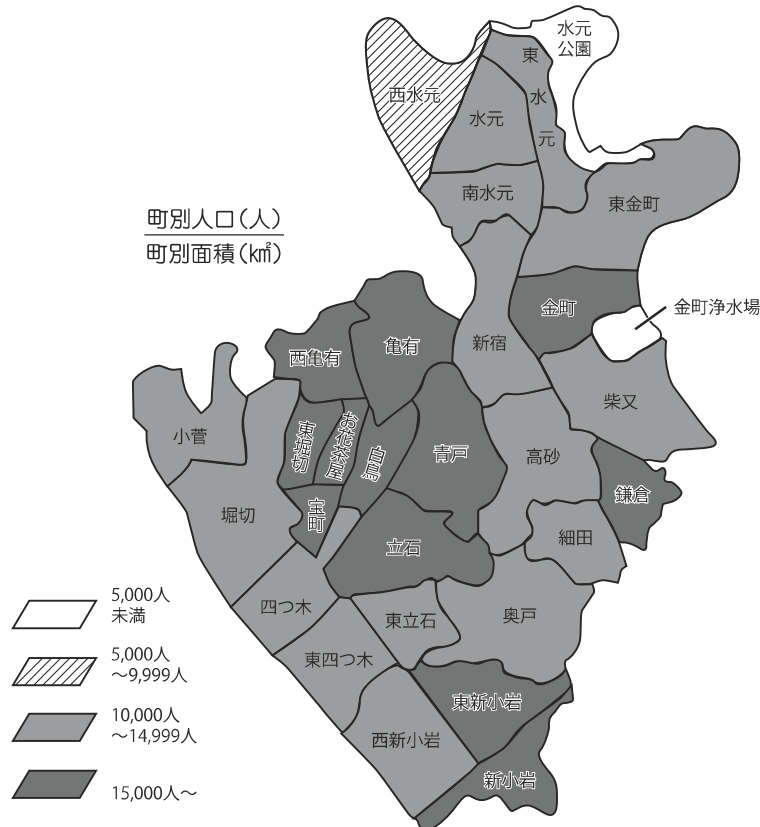 水元
公園
東
水
元
西水元
水元
南水元
東金町
町別人口（人）
町別面積（k㎡）
金町
金町浄水場
新宿
亀有
西亀有
柴又
小菅
東堀切
お花茶屋
白鳥
青戸
高砂
鎌倉
堀切
宝町
立石
細田
四つ木
東立石
奥戸
東四つ木
東新小岩
西新小岩
新小岩
5,000人
未満
5,000人
～9,999人
10,000人
～14,999人
15,000人～